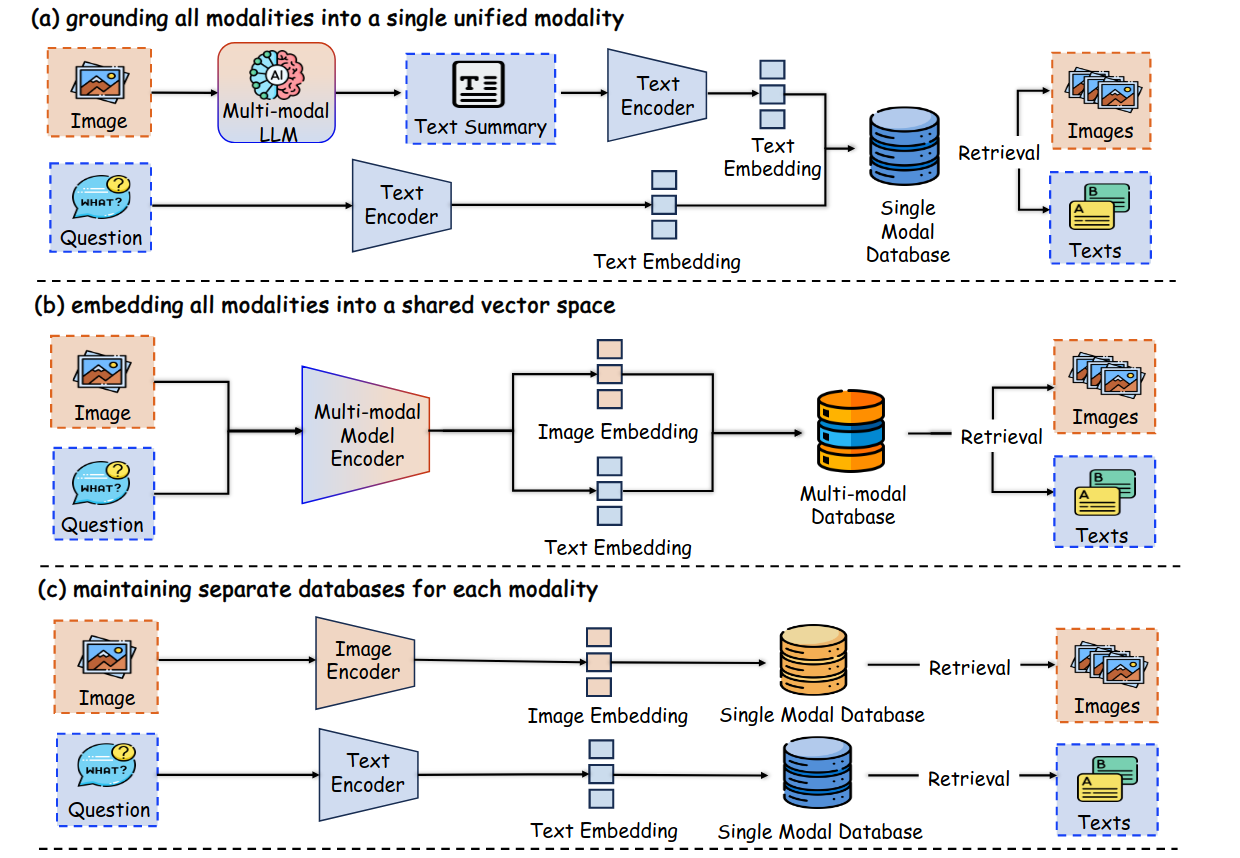 (a) grounding all modalities into a single unified modality
Image
AI
Multi-modal
LLM
T
Text Summary
Text
Encoder
Text
Embedding
WHAT?
?
Question
Text
Encoder
Text Embedding
Single
Modal
Database
Retrieval
Images
B
A
Texts
(b) embedding all modalities into a shared vector space
Image
WHAT?
?
Question
Multi-modal
Model
Encoder
Image Embedding
Text Embedding
Multi-modal
Database
Retrieval
Images
B
A
Texts
(c) maintaining separate databases for each modality
Image
Image
Encoder
Image Embedding
Single Modal Database
Retrieval
Images
WHAT?
?
Question
Text
Encoder
Text Embedding
Single Modal Database
Retrieval
B
A
Texts